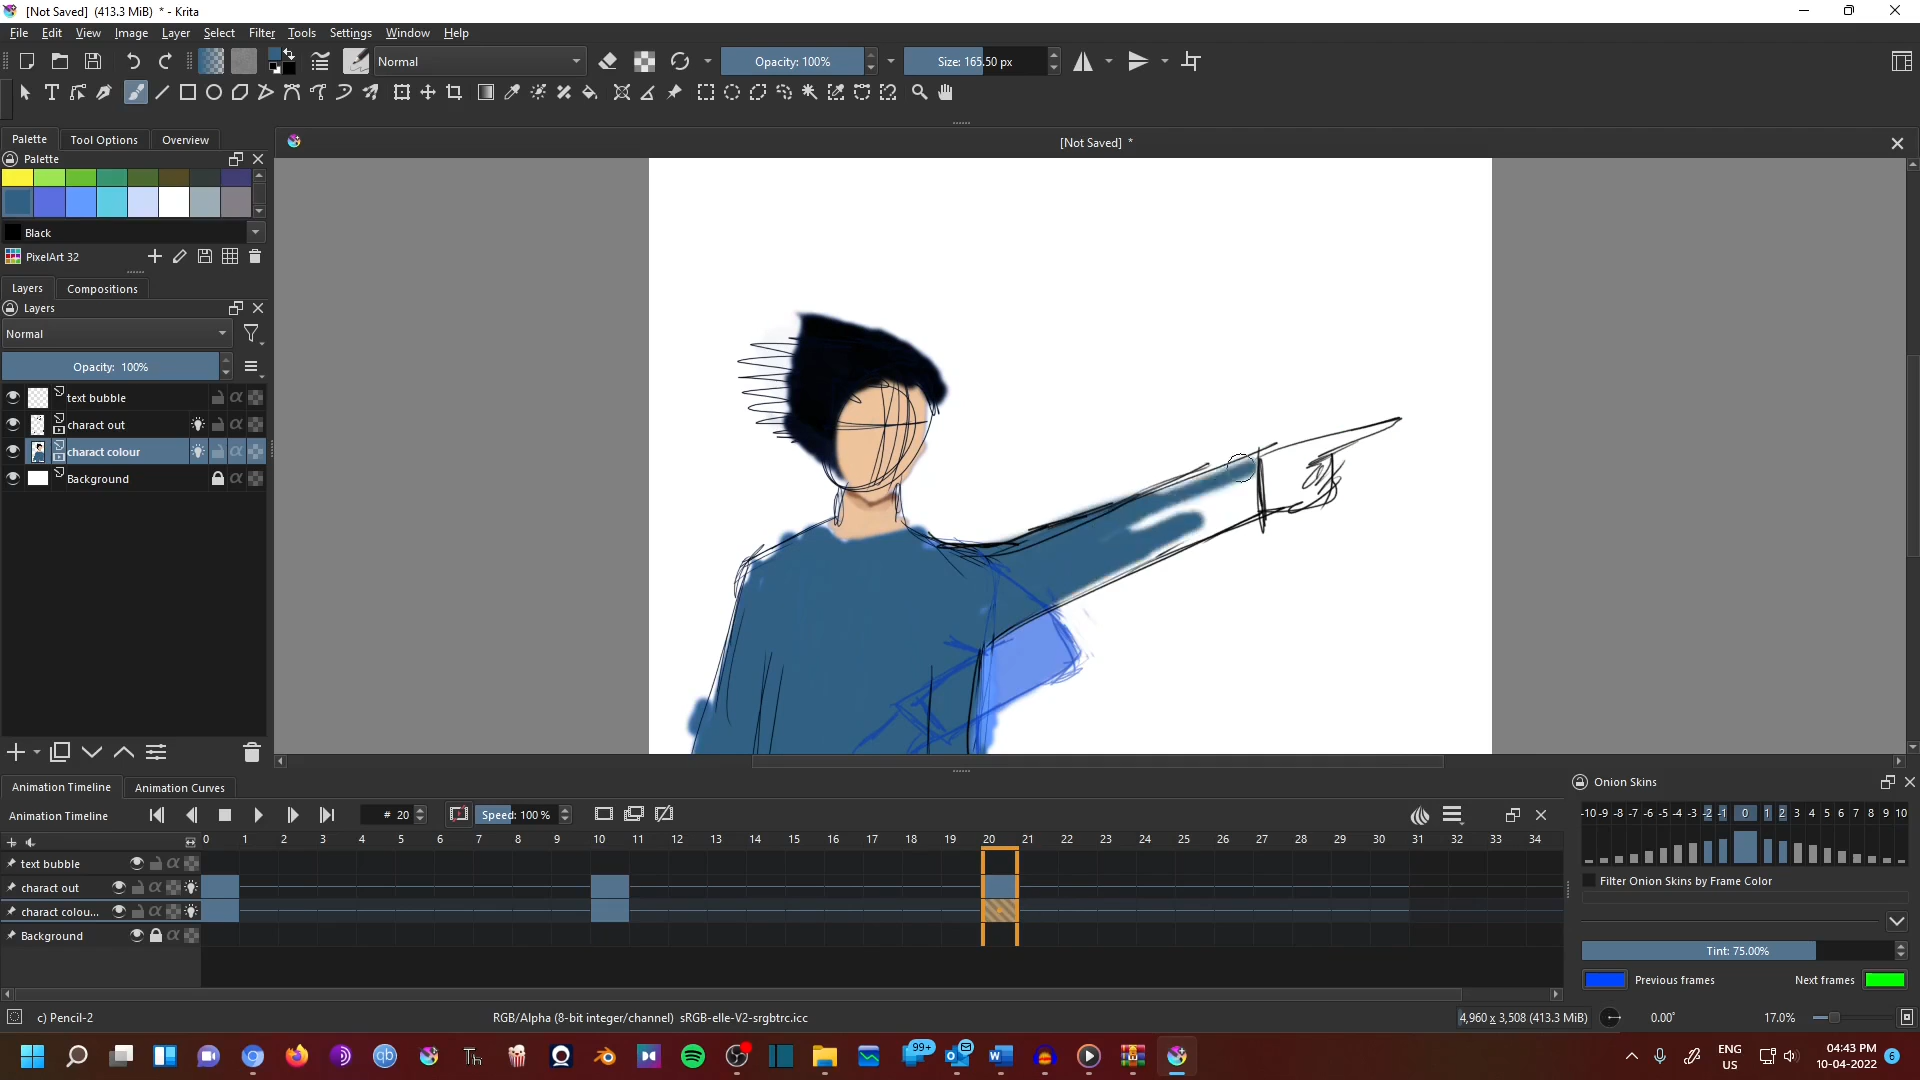 [Not Saved] (413.3 MiB) * - Krita
File Edit View Image Layer Select Filter Tools Settings Window Help
Normal
Opacity: 100%
Size: 165.50 px
Palette Tool Options Overview
[Not Saved] *
Palette
Black
PixelArt 32
Layers Compositions
Layers
Normal
Opacity: 100%
text bubble
charact out
charact colour
Background
Animation Timeline Animation Curves
Onion Skins
Animation Timeline
# 20
Speed: 100 %
-10 -9 -8 -7 -6 -5 -4 -3 -2 -1 0 1 2 3 4 5 6 7 8 9 10
0 1 2 3 4 5 6 7 8 9 10 11 12 13 14 15 16 17 18 19 20 21 22 23 24 25 26 27 28 29 30 31 32 33 34
text bubble
charact out
Filter Onion Skins by Frame Color
charact colou...
Background
Tint: 75.00%
Previous frames Next frames
c) Pencil-2
RGB/Alpha (8-bit integer/channel) sRGB-elle-V2-srgbtrc.icc
4,960 x 3,508 (413.3 MiB)
0.00°
17.0%
99+
ENG
US
04:43 PM
10-04-2022
6